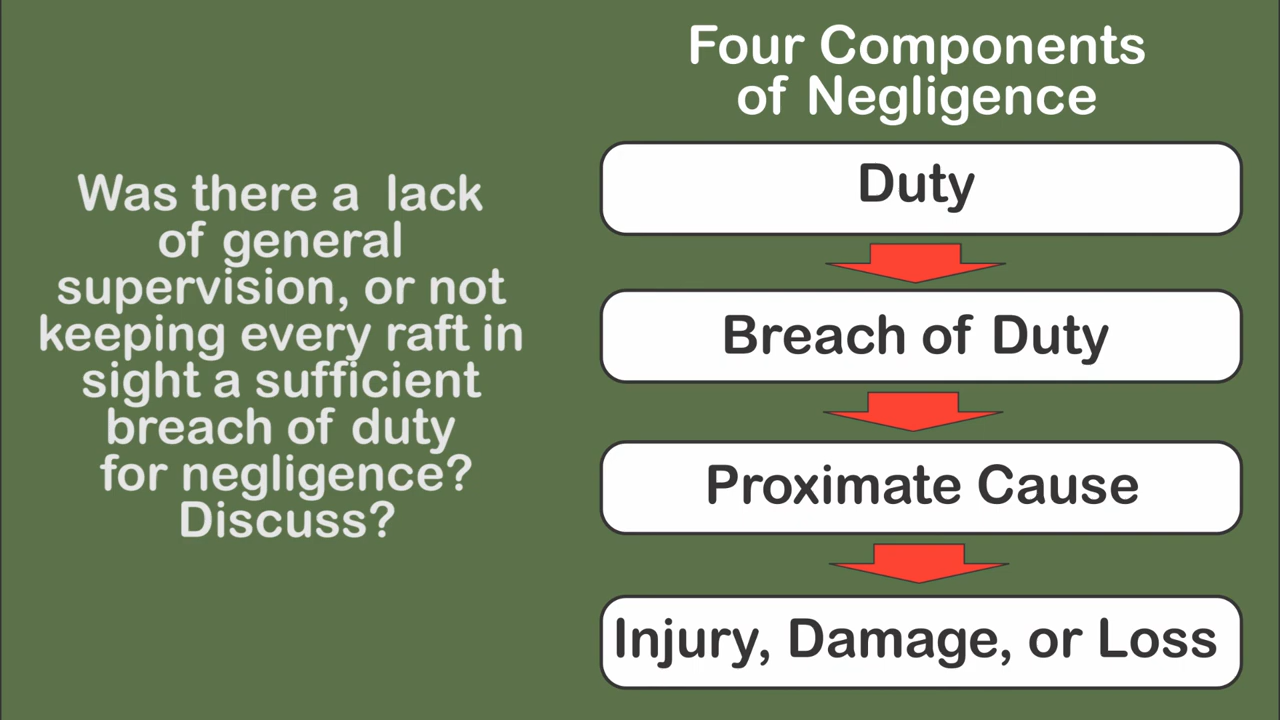 Was there a lack
of general
supervision, or not
keeping every raft in
sight a sufficient
breach of duty
for negligence?
Discuss?
Four Components
of Negligence
Duty
Breach of Duty
Proximate Cause
Injury, Damage, or Loss